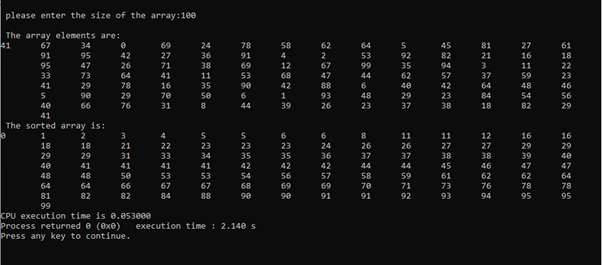 please enter the size of the array:100
The array elements are:
41 67 34 0 69 24 78 58 62 64 5 45 81 27 61
91 95 42 27 36 91 4 2 53 92 82 21 16 18
95 47 26 71 38 69 12 67 99 35 94 3 11 22
33 73 64 41 11 53 68 47 44 62 57 37 59 23
41 29 78 16 35 90 42 88 6 40 42 64 48 46
5 90 29 70 50 6 1 93 48 29 23 84 54 56
40 66 76 31 8 44 39 26 23 37 38 18 82 29
41
The sorted array is:
0 1 2 3 4 5 5 6 6 8 11 11 12 16 16
18 18 21 22 23 23 23 24 26 26 27 27 29 29
29 29 31 33 34 35 35 36 37 37 38 38 39 40
40 41 41 41 41 42 42 42 44 44 45 46 47 47
48 48 50 53 53 54 56 57 58 59 61 62 62 64
64 64 66 67 67 68 69 69 70 71 73 76 78 78
81 82 82 84 88 90 90 91 91 92 93 94 95 95
99
CPU execution time is 0.053000
Process returned 0 (0x0) execution time : 2.140 s
Press any key to continue.